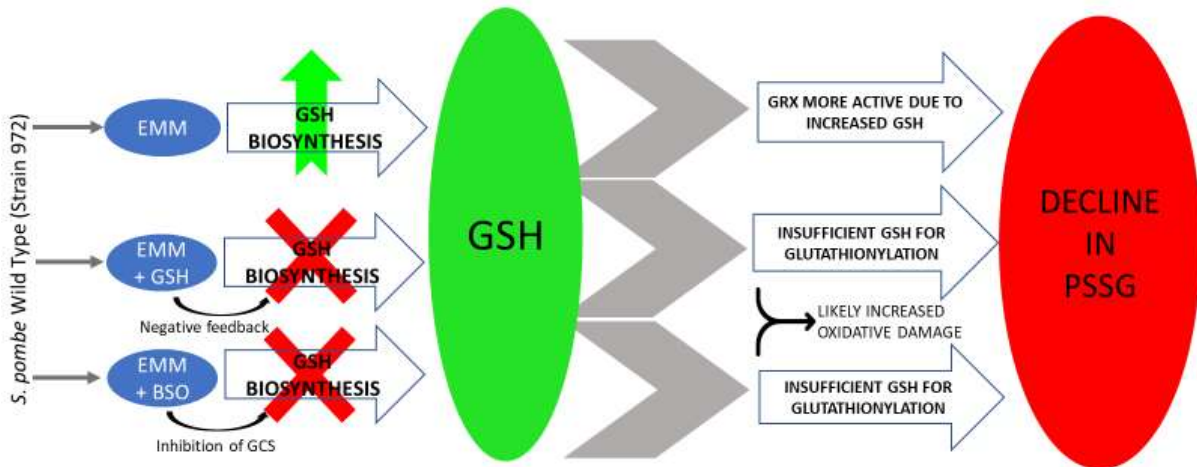 S. pombe Wild Type (Strain 972)
EMM
GSH
BIOSYNTHESIS
EMM
+ GSH
GSH
BIOSYNTHESIS
Negative feedback
EMM
+ BSO
GSH
BIOSYNTHESIS
Inhibition of GCS
GSH
GRX MORE ACTIVE DUE TO
INCREASED GSH
INSUFFICIENT GSH FOR
GLUTATHIONYLATION
LIKELY INCREASED
OXIDATIVE DAMAGE
INSUFFICIENT GSH FOR
GLUTATHIONYLATION
DECLINE
IN
PSSG